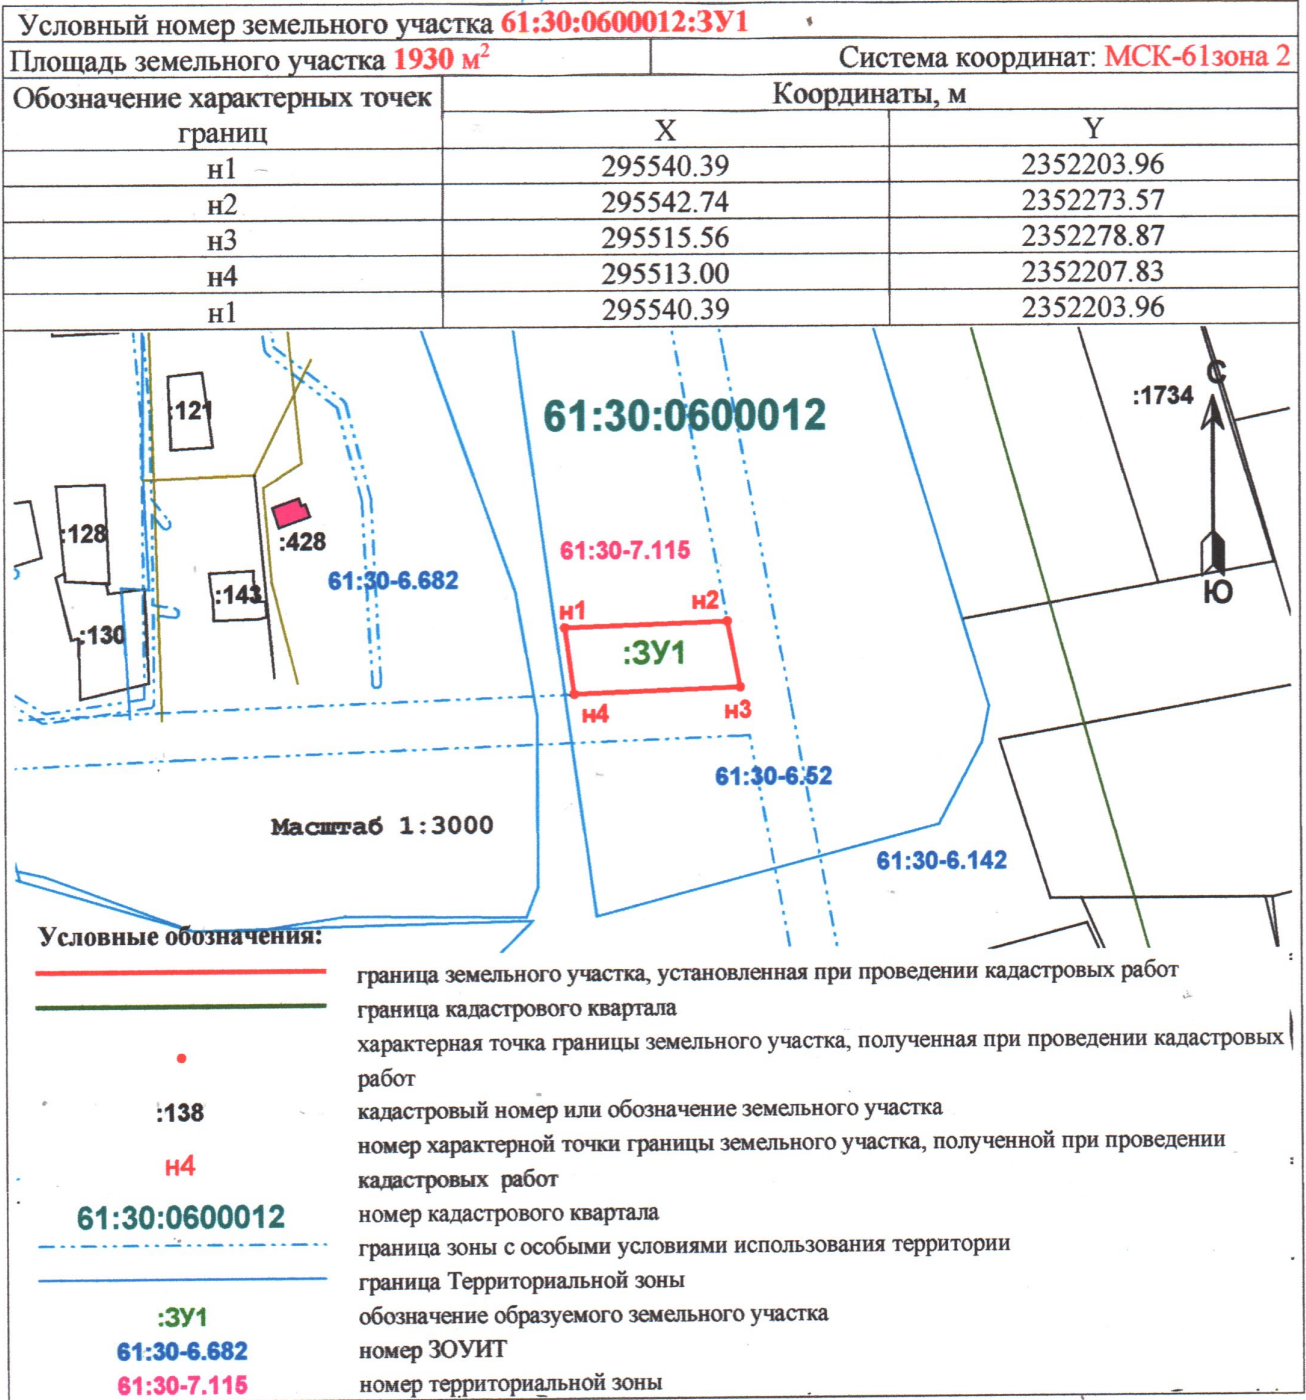 Условный номер земельного участка 61:30:0600012:ЗУ1
Площадь земельного участка 1930 м² Система координат: МСК-61зона 2
Обозначение характерных точек границ Координаты, м
X Y
н1 295540.39 2352203.96
н2 295542.74 2352273.57
н3 295515.56 2352278.87
н4 295513.00 2352207.83
н1 295540.39 2352203.96
С
:1734
:121
61:30:0600012
:128
:428
61:30-7.115
61:30-6.682
:143
Ю
н1
н2
:130
:ЗУ1
н4
н3
61:30-6.52
Масштаб 1:3000
61:30-6.142
Условные обозначения:
граница земельного участка, установленная при проведении кадастровых работ
граница кадастрового квартала
характерная точка границы земельного участка, полученная при проведении кадастровых
работ
:138 кадастровый номер или обозначение земельного участка
номер характерной точки границы земельного участка, полученной при проведении
н4 кадастровых работ
61:30:0600012 номер кадастрового квартала
граница зоны с особыми условиями использования территории
граница Территориальной зоны
:ЗУ1 обозначение образуемого земельного участка
61:30-6.682 номер ЗОУИТ
61:30-7.115 номер территориальной зоны